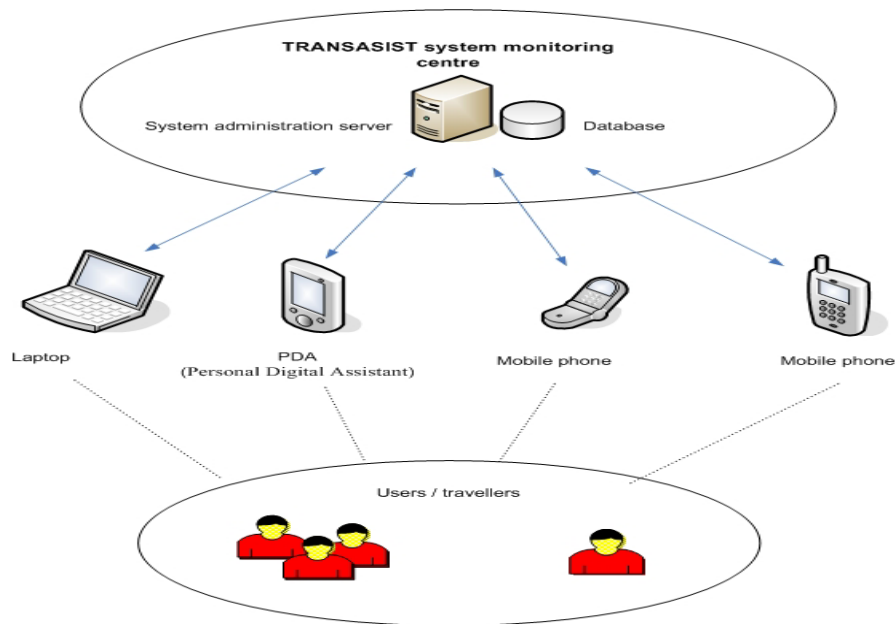 TRANSASIST system monitoring
centre
System administration server
Database
Laptop
PDA
(Personal Digital Assistant)
Mobile phone
Mobile phone
Users / travellers